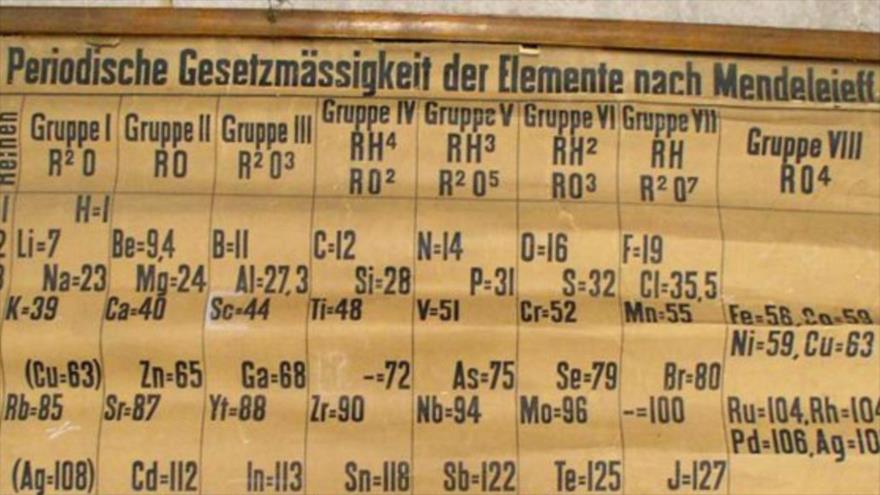 Periodische Gesetzmässigkeit der Elemente nach Mendelejeff
Reihen Gruppe I Gruppe II Gruppe III Gruppe IV Gruppe V Gruppe VI Gruppe VII Gruppe VIII
R²O RO R²O³ RH⁴ RH³ RH² RH RO⁴
RO² R²O⁵ RO³ R²O⁷
1 H=1
2 Li=7 Be=9,4 B=11 C=12 N=14 O=16 F=19
3 Na=23 Mg=24 Al=27,3 Si=28 P=31 S=32 Cl=35,5
K=39 Ca=40 Sc=44 Ti=48 V=51 Cr=52 Mn=55 Fe=56, Co=59
Ni=59, Cu=63
(Cu=63) Zn=65 Ga=68 -=72 As=75 Se=79 Br=80
Rb=85 Sr=87 Yt=88 Zr=90 Nb=94 Mo=96 -=100 Ru=104, Rh=104
Pd=106, Ag=10
(Ag=108) Cd=112 In=113 Sn=118 Sb=122 Te=125 J=127